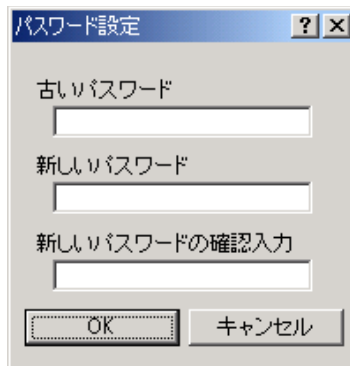 パスワード設定
古いパスワード
新しいパスワード
新しいパスワードの確認入力
OK
キャンセル